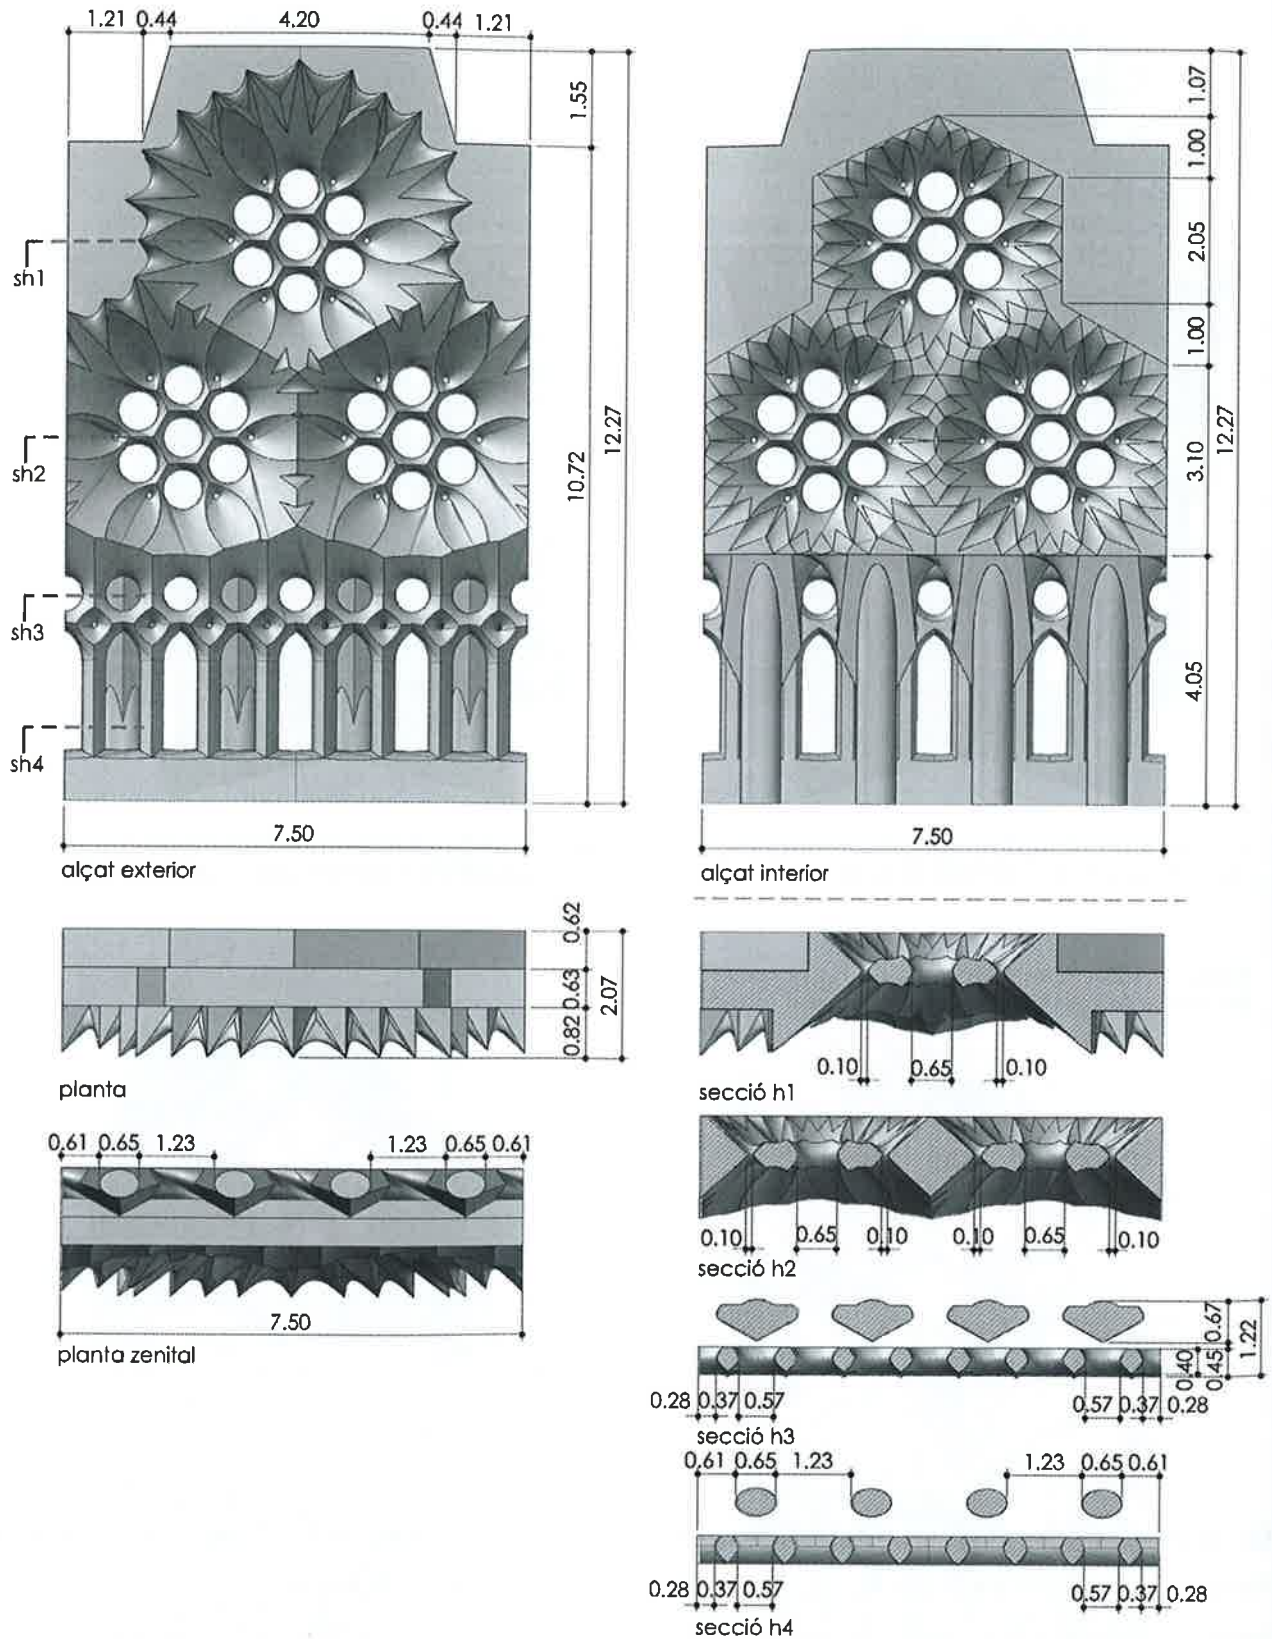 1.21 0.44 4.20 0.44 1.21
1.55
10.72
12.27
sh1
sh2
sh3
sh4
7.50
alçat exterior
1.07
1.00
2.05
1.00
3.10
4.05
12.27
7.50
alçat interior
0.62
0.63
0.82
2.07
planta
0.61 0.65 1.23 1.23 0.65 0.61
7.50
planta zenital
0.10 0.65 0.10
secció h1
0.10 0.65 0.10 0.65 0.10
secció h2
0.67
1.22
0.40
0.45
0.28 0.37 0.57 0.57 0.37 0.28
secció h3
0.61 0.65 1.23 1.23 0.65 0.61
0.28 0.37 0.57 0.57 0.37 0.28
secció h4